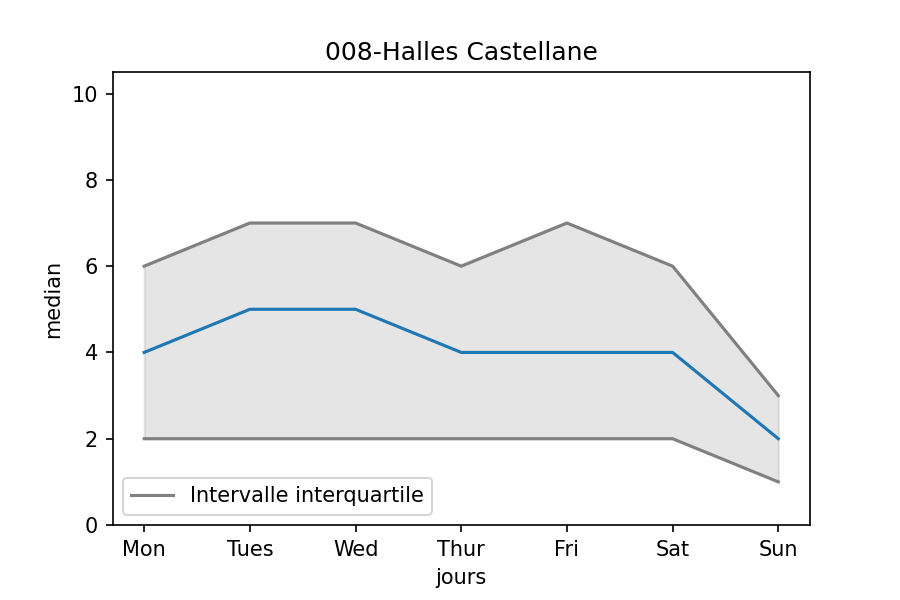 008-Halles Castellane
10
8
6
4
2
0
median
Intervalle interquartile
Mon Tues Wed Thur Fri Sat Sun
jours